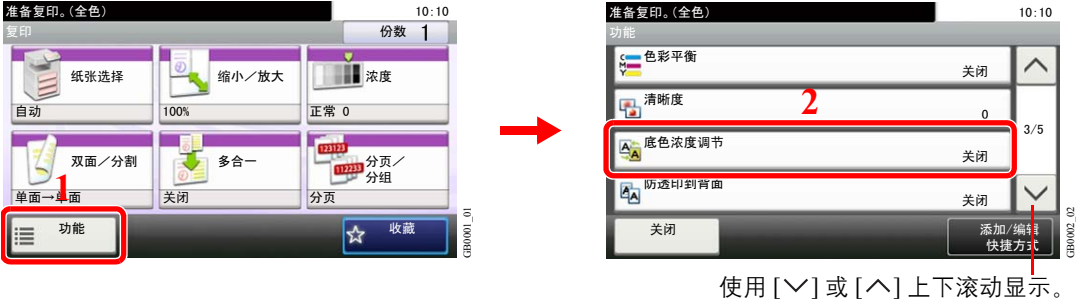 准备复印。(全色)
10:10
复印
份数 1
纸张选择
自动
缩小／放大
100%
浓度
正常 0
双面／分割
单面→单面
多合一
关闭
123123
112233
分页／
分组
分页
1
功能
收藏
GB0001_01
准备复印。(全色)
10:10
功能
C
M
Y
色彩平衡
关闭
清晰度
0
2
3/5
底色浓度调节
关闭
防透印到背面
关闭
关闭
添加/编辑
快捷方式
GB0002_02
使用 [∨] 或 [∧] 上下滚动显示。